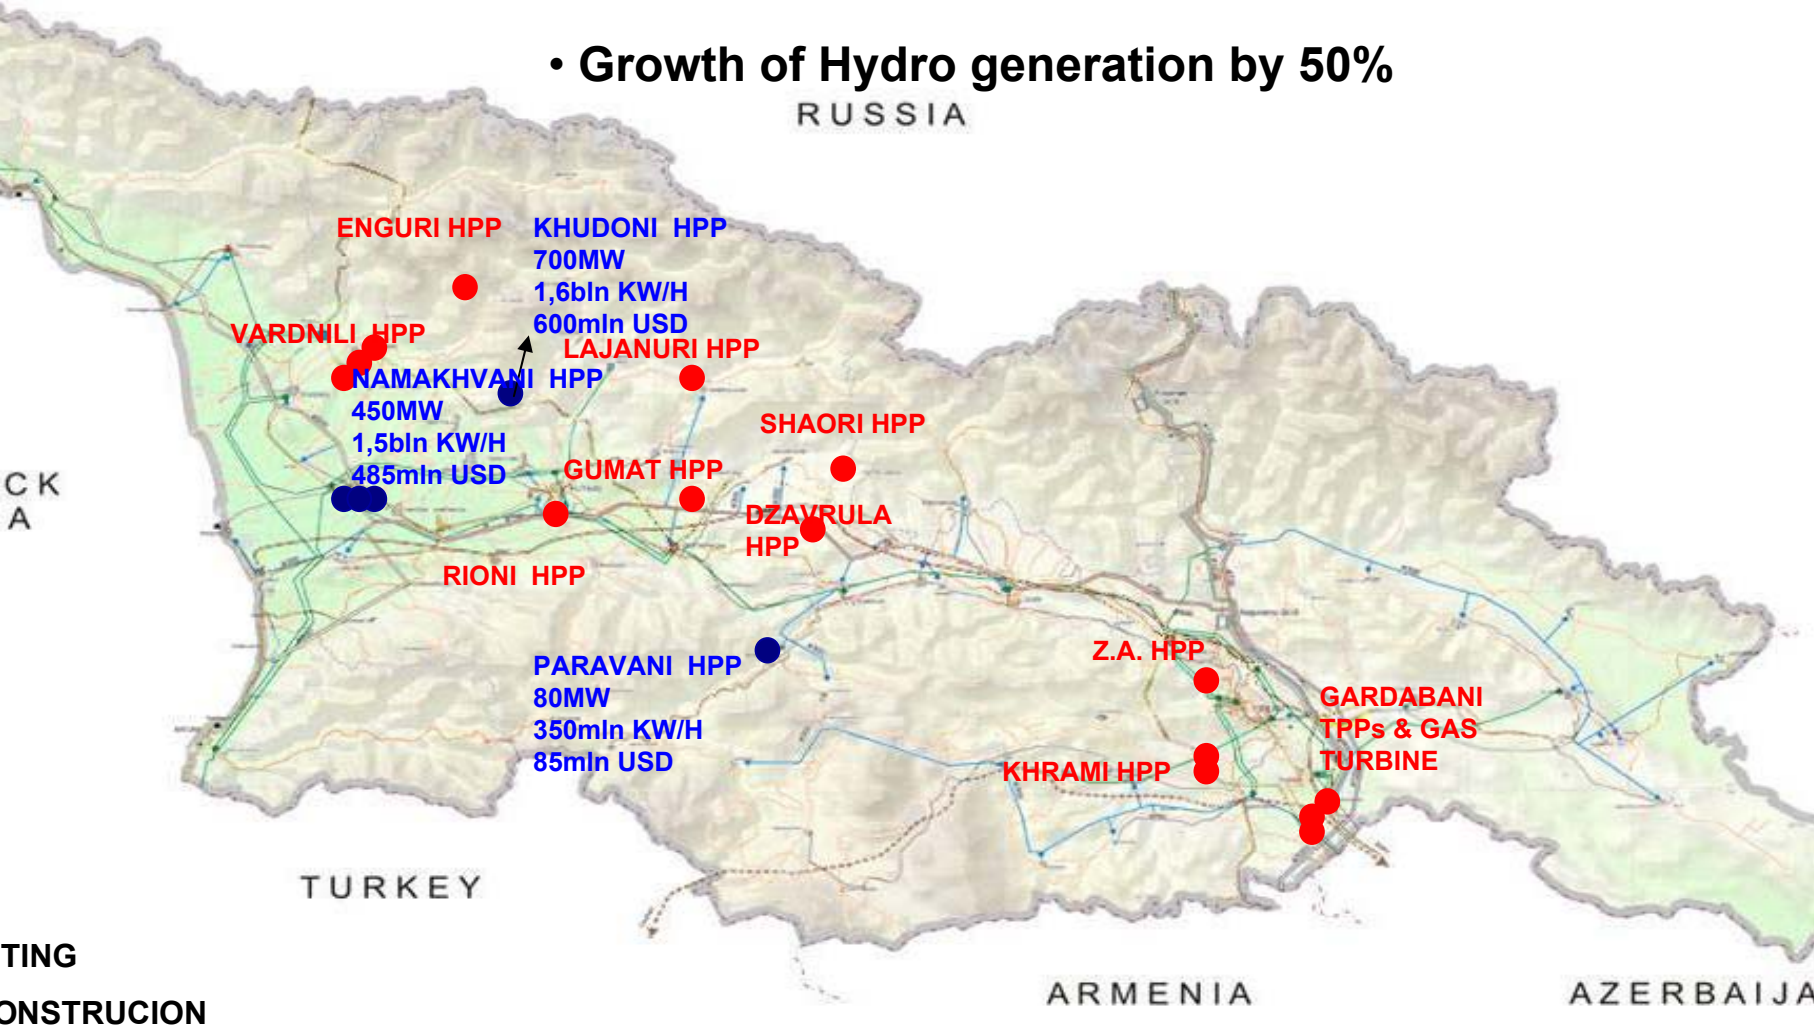 • Growth of Hydro generation by 50%
RUSSIA
ENGURI HPP
KHUDONI HPP
700MW
1,6bln KW/H
600mln USD
VARDNILI HPP
LAJANURI HPP
NAMAKHVANI HPP
450MW
1,5bln KW/H
485mln USD
SHAORI HPP
GUMAT HPP
CK
A
DZAVRULA
HPP
RIONI HPP
Z.A. HPP
PARAVANI HPP
80MW
350mln KW/H
85mln USD
GARDABANI
TPPs & GAS
TURBINE
KHRAMI HPP
TURKEY
TING
ONSTRUCION
ARMENIA
AZERBAIJA